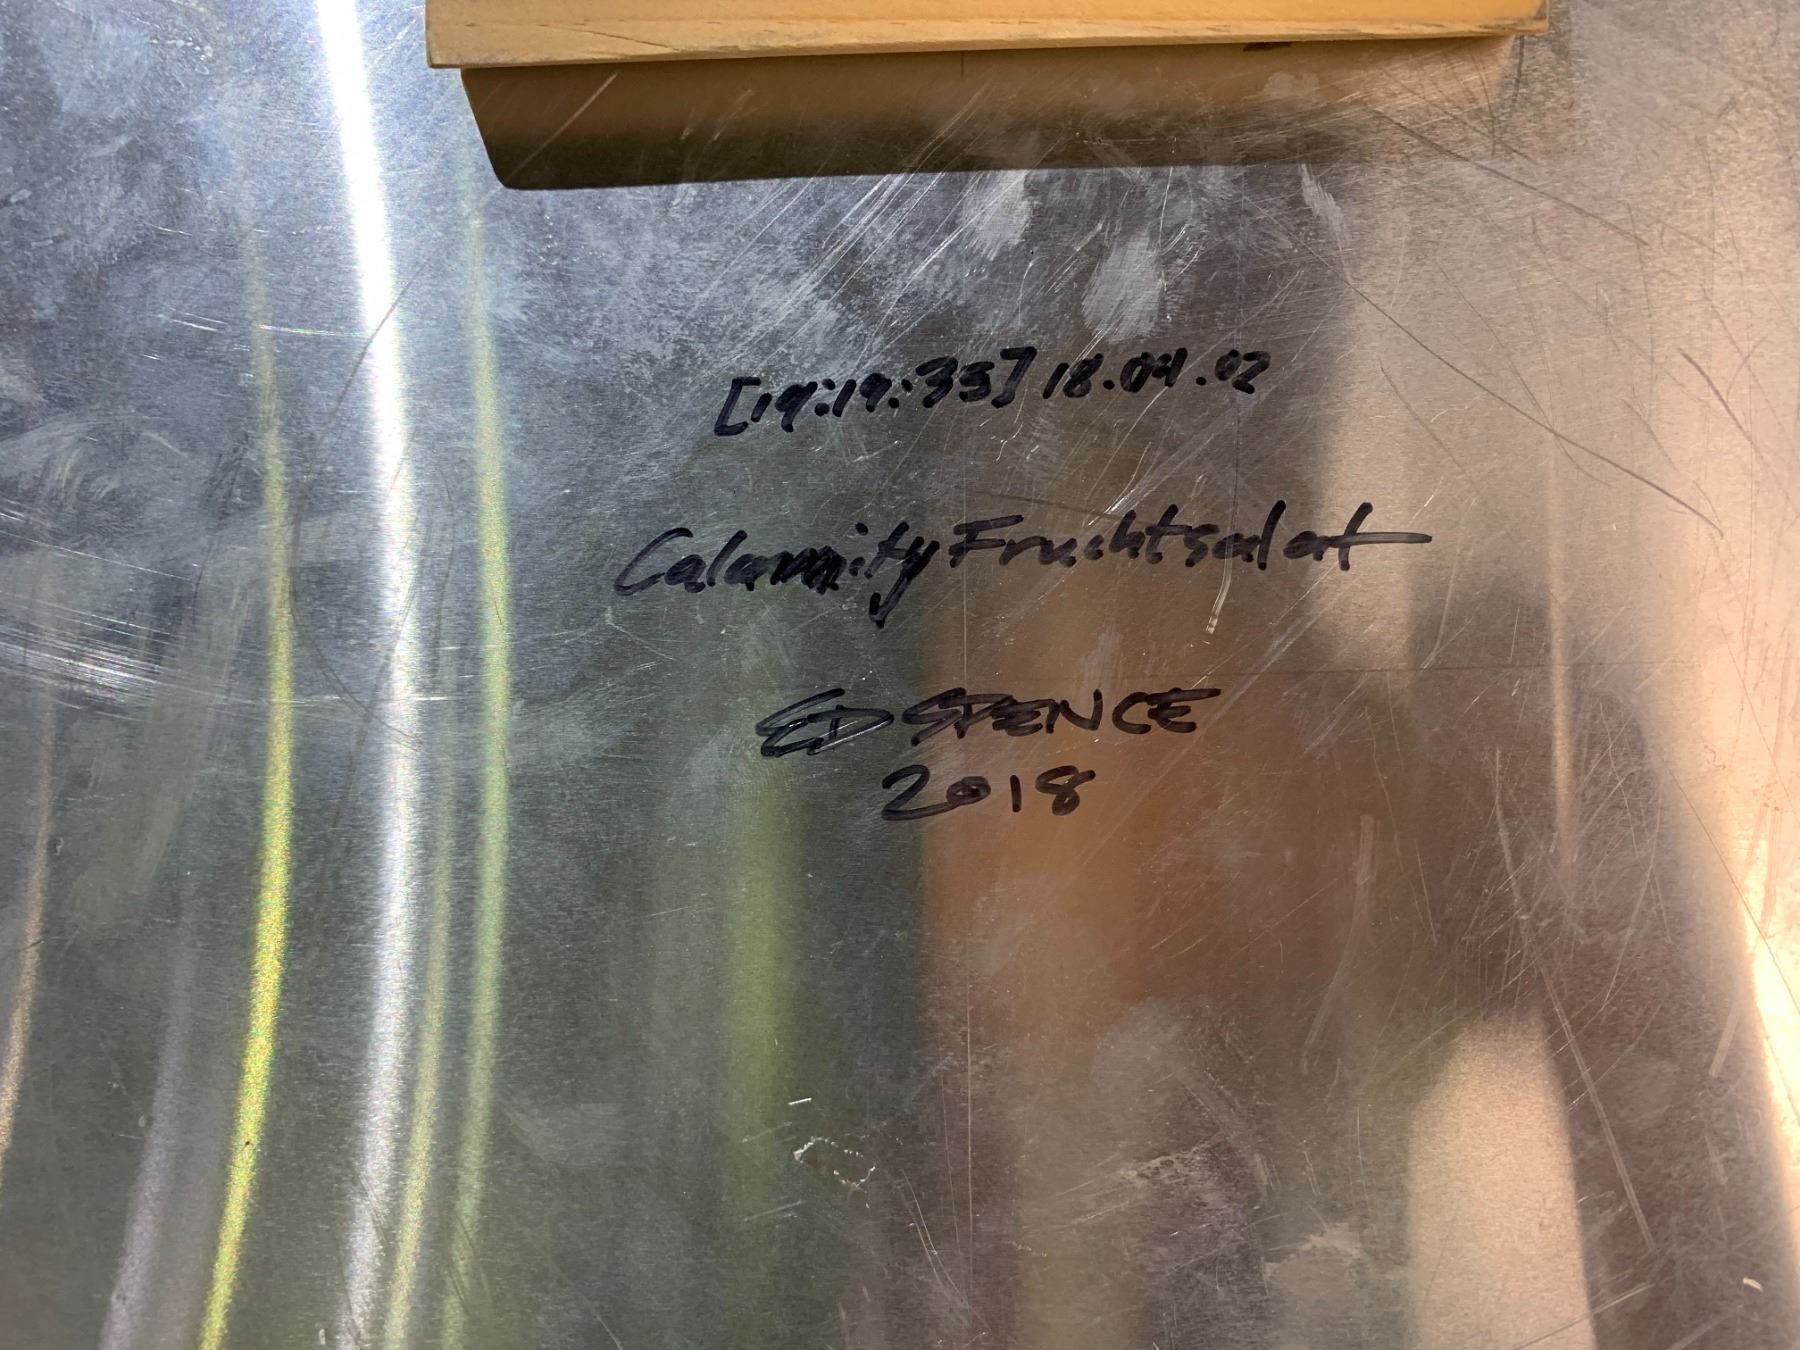 [19:19:33] 18.04.02
Calamity Fruchtsalat
ED SPENCE
2018